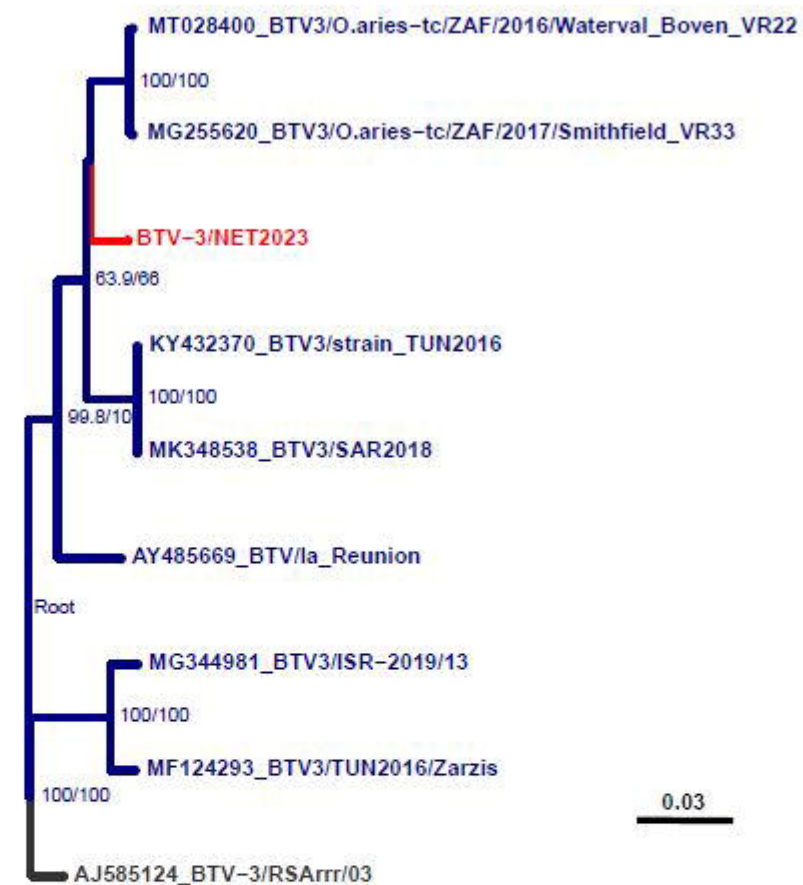 MT028400_BTV3/O.aries−tc/ZAF/2016/Waterval_Boven_VR22
100/100
MG255620_BTV3/O.aries−tc/ZAF/2017/Smithfield_VR33
BTV−3/NET2023
63.9/66
KY432370_BTV3/strain_TUN2016
100/100
99.8/10
MK348538_BTV3/SAR2018
AY485669_BTV/la_Reunion
Root
MG344981_BTV3/ISR−2019/13
100/100
MF124293_BTV3/TUN2016/Zarzis
100/100
0.03
AJ585124_BTV−3/RSArrr/03